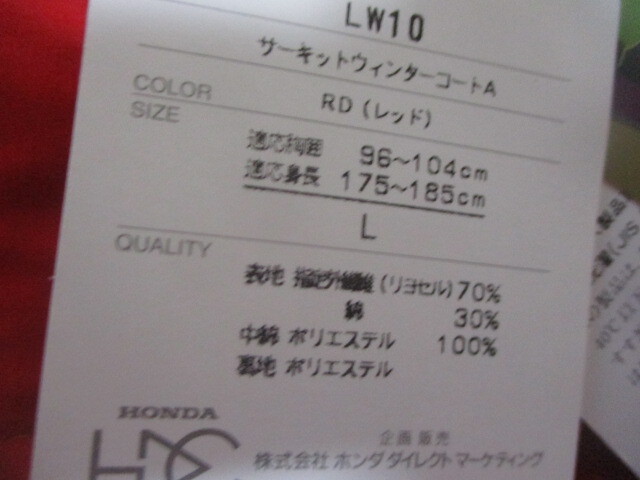 LW10
サーキットウィンターコートA
COLOR RD (レッド)
SIZE
適応胸囲 96～104cm
適応身長 175～185cm
L
QUALITY
表地 指定外繊維 (リヨセル) 70%
綿 30%
中綿 ポリエステル 100%
裏地 ポリエステル
HONDA
企画 販売
株式会社 ホンダダイレクトマーケティング